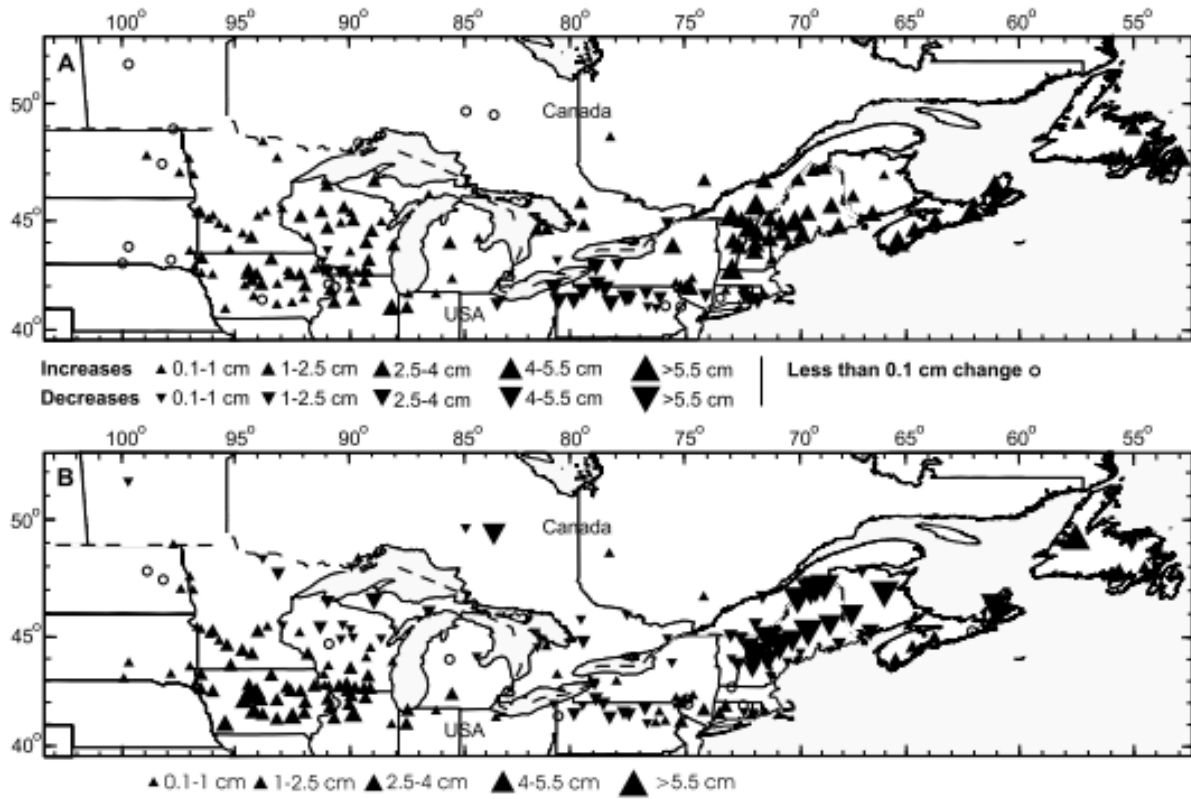 100° 95° 90° 85° 80° 75° 70° 65° 60° 55°
A
Canada
50°
45°
40°
USA
Increases ▲ 0.1-1 cm ▲ 1-2.5 cm ▲ 2.5-4 cm ▲ 4-5.5 cm ▲ >5.5 cm Less than 0.1 cm change o
Decreases ▼ 0.1-1 cm ▼ 1-2.5 cm ▼ 2.5-4 cm ▼ 4-5.5 cm ▼ >5.5 cm
100° 95° 90° 85° 80° 75° 70° 65° 60° 55°
B
50°
Canada
45°
40°
USA
▲ 0.1-1 cm ▲ 1-2.5 cm ▲ 2.5-4 cm ▲ 4-5.5 cm ▲ >5.5 cm